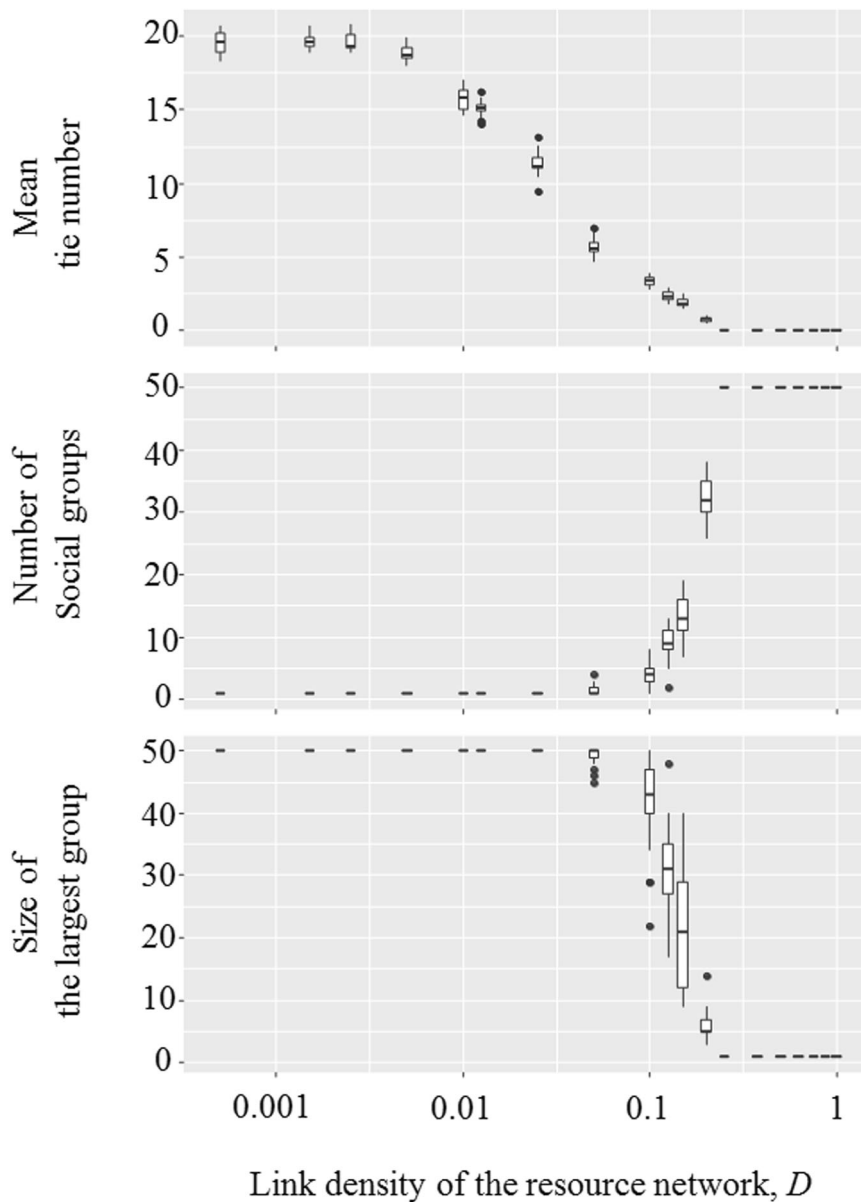 Mean
tie number
20
15
10
5
0
Number of
Social groups
50
40
30
20
10
0
Size of
the largest group
50
40
30
20
10
0
0.001 0.01 0.1 1
Link density of the resource network, D